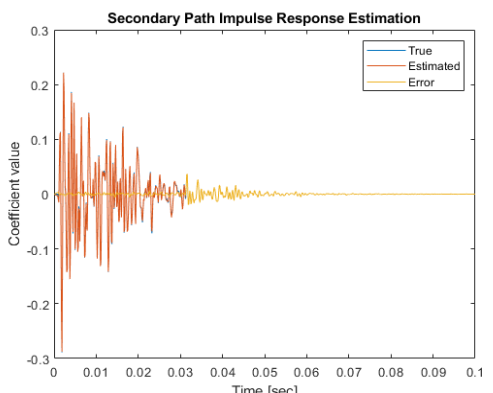 Secondary Path Impulse Response Estimation
0.3
True
Estimated
Error
0.2
0.1
0
-0.1
-0.2
-0.3
Coefficient value
0 0.01 0.02 0.03 0.04 0.05 0.06 0.07 0.08 0.09 0.1
Time [sec]